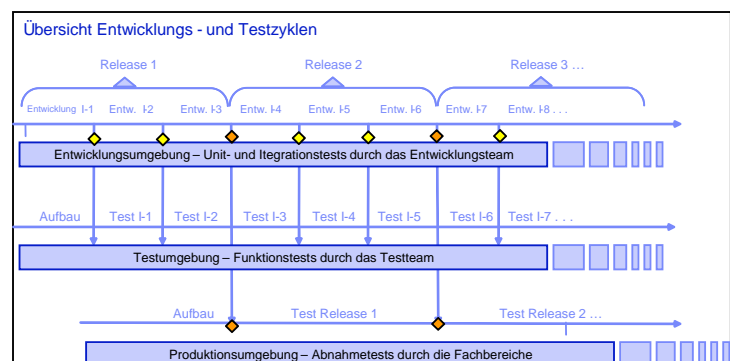 Übersicht Entwicklungs - und Testzyklen
Release 1 Release 2 Release 3 ...
Entwicklung I-1 Entw. I-2 Entw. I-3 Entw. I-4 Entw. I-5 Entw. I-6 Entw. I-7 Entw. I-8 . . .
Entwicklungsumgebung – Unit- und Itegrationstests durch das Entwicklungsteam
Aufbau Test I-1 Test I-2 Test I-3 Test I-4 Test I-5 Test I-6 Test I-7 . . .
Testumgebung – Funktionstests durch das Testteam
Aufbau Test Release 1 Test Release 2 ...
Produktionsumgebung – Abnahmetests durch die Fachbereiche